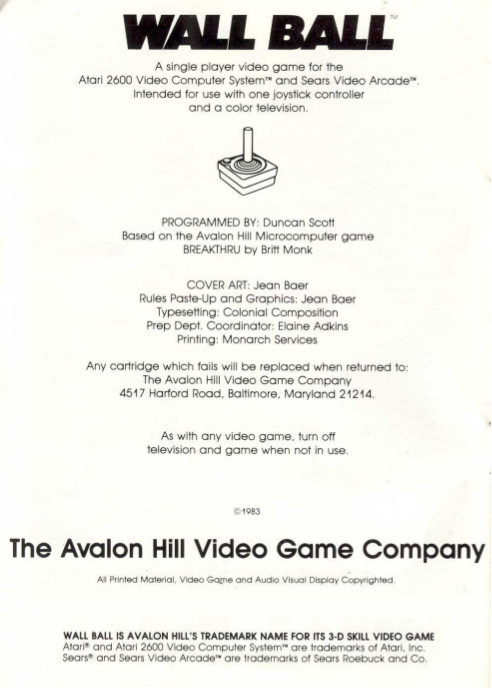 WALL BALL™
A single player video game for the
Atari 2600 Video Computer System™ and Sears Video Arcade™.
Intended for use with one joystick controller
and a color television.
PROGRAMMED BY: Duncan Scott
Based on the Avalon Hill Microcomputer game
BREAKTHRU by Britt Monk
COVER ART: Jean Baer
Rules Paste-Up and Graphics: Jean Baer
Typesetting: Colonial Composition
Prep Dept. Coordinator: Elaine Adkins
Printing: Monarch Services
Any cartridge which fails will be replaced when returned to:
The Avalon Hill Video Game Company
4517 Harford Road, Baltimore, Maryland 21214.
As with any video game, turn off
television and game when not in use.
©1983
The Avalon Hill Video Game Company
All Printed Material, Video Game and Audio Visual Display Copyrighted.
WALL BALL IS AVALON HILL'S TRADEMARK NAME FOR ITS 3-D SKILL VIDEO GAME
Atari® and Atari 2600 Video Computer System™ are trademarks of Atari, Inc.
Sears® and Sears Video Arcade™ are trademarks of Sears Roebuck and Co.